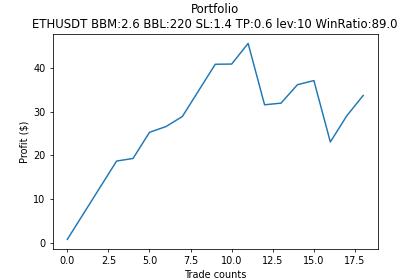 Portfolio
ETHUSDT BBM:2.6 BBL:220 SL:1.4 TP:0.6 lev:10 WinRatio:89.0
Profit ($)
40
30
20
10
0
0.0 2.5 5.0 7.5 10.0 12.5 15.0 17.5
Trade counts